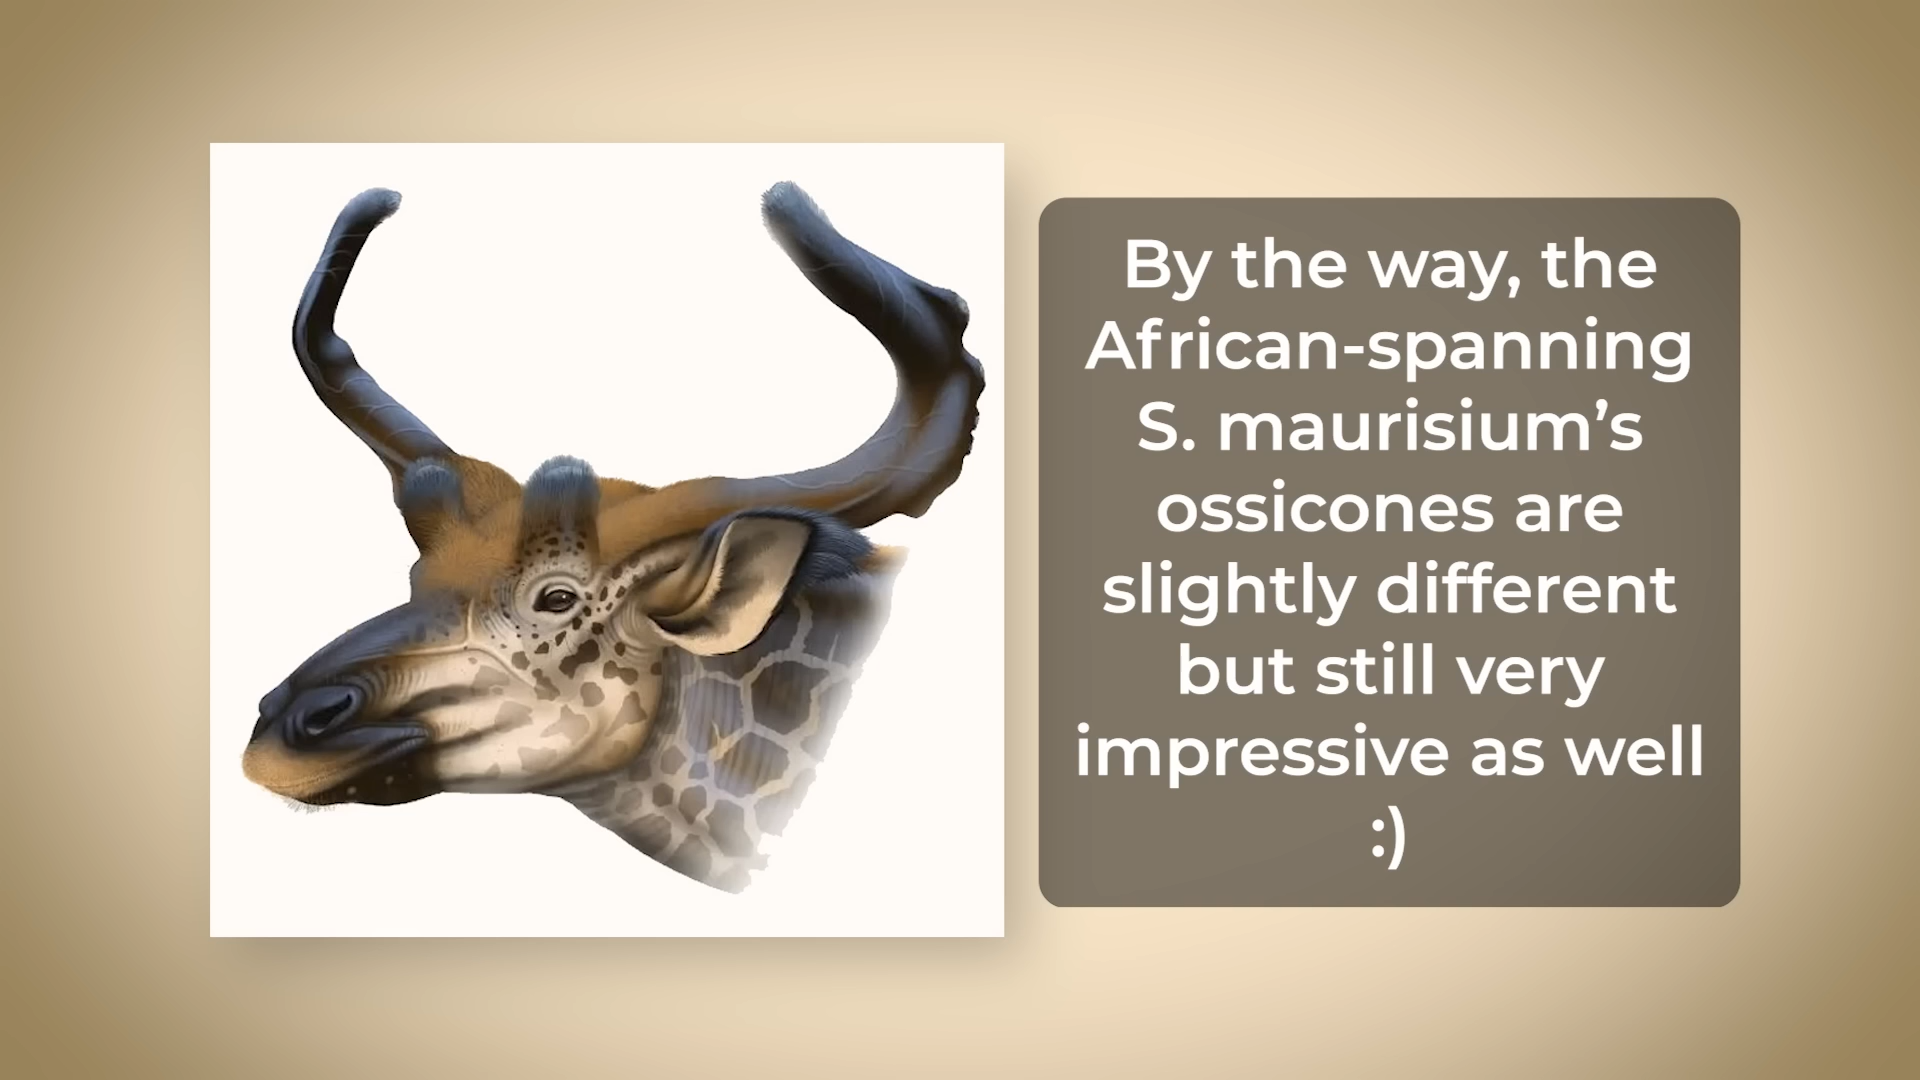 By the way, the
African-spanning
S. maurisium’s
ossicones are
slightly different
but still very
impressive as well
:)